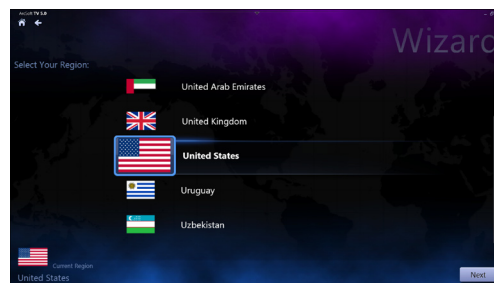 ArcSoft TV 5.0
Wizard
Select Your Region:
United Arab Emirates
United Kingdom
United States
Uruguay
Uzbekistan
Current Region
United States
Next